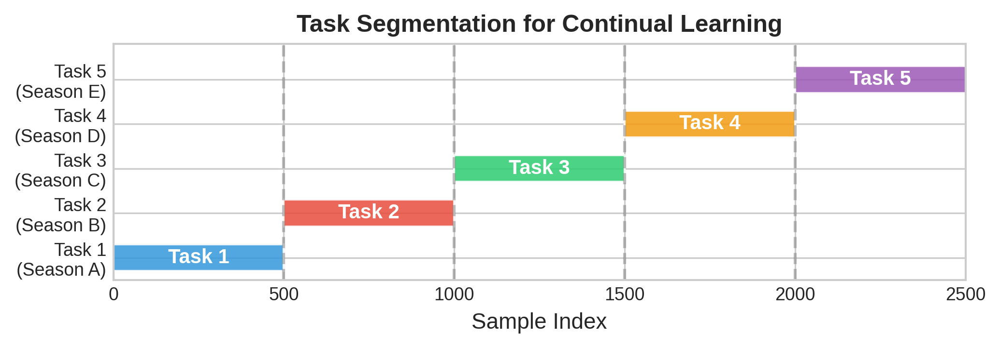 Task Segmentation for Continual Learning
Task 5
(Season E)
Task 5
Task 4
(Season D)
Task 4
Task 3
(Season C)
Task 3
Task 2
(Season B)
Task 2
Task 1
(Season A)
Task 1
0 500 1000 1500 2000 2500
Sample Index